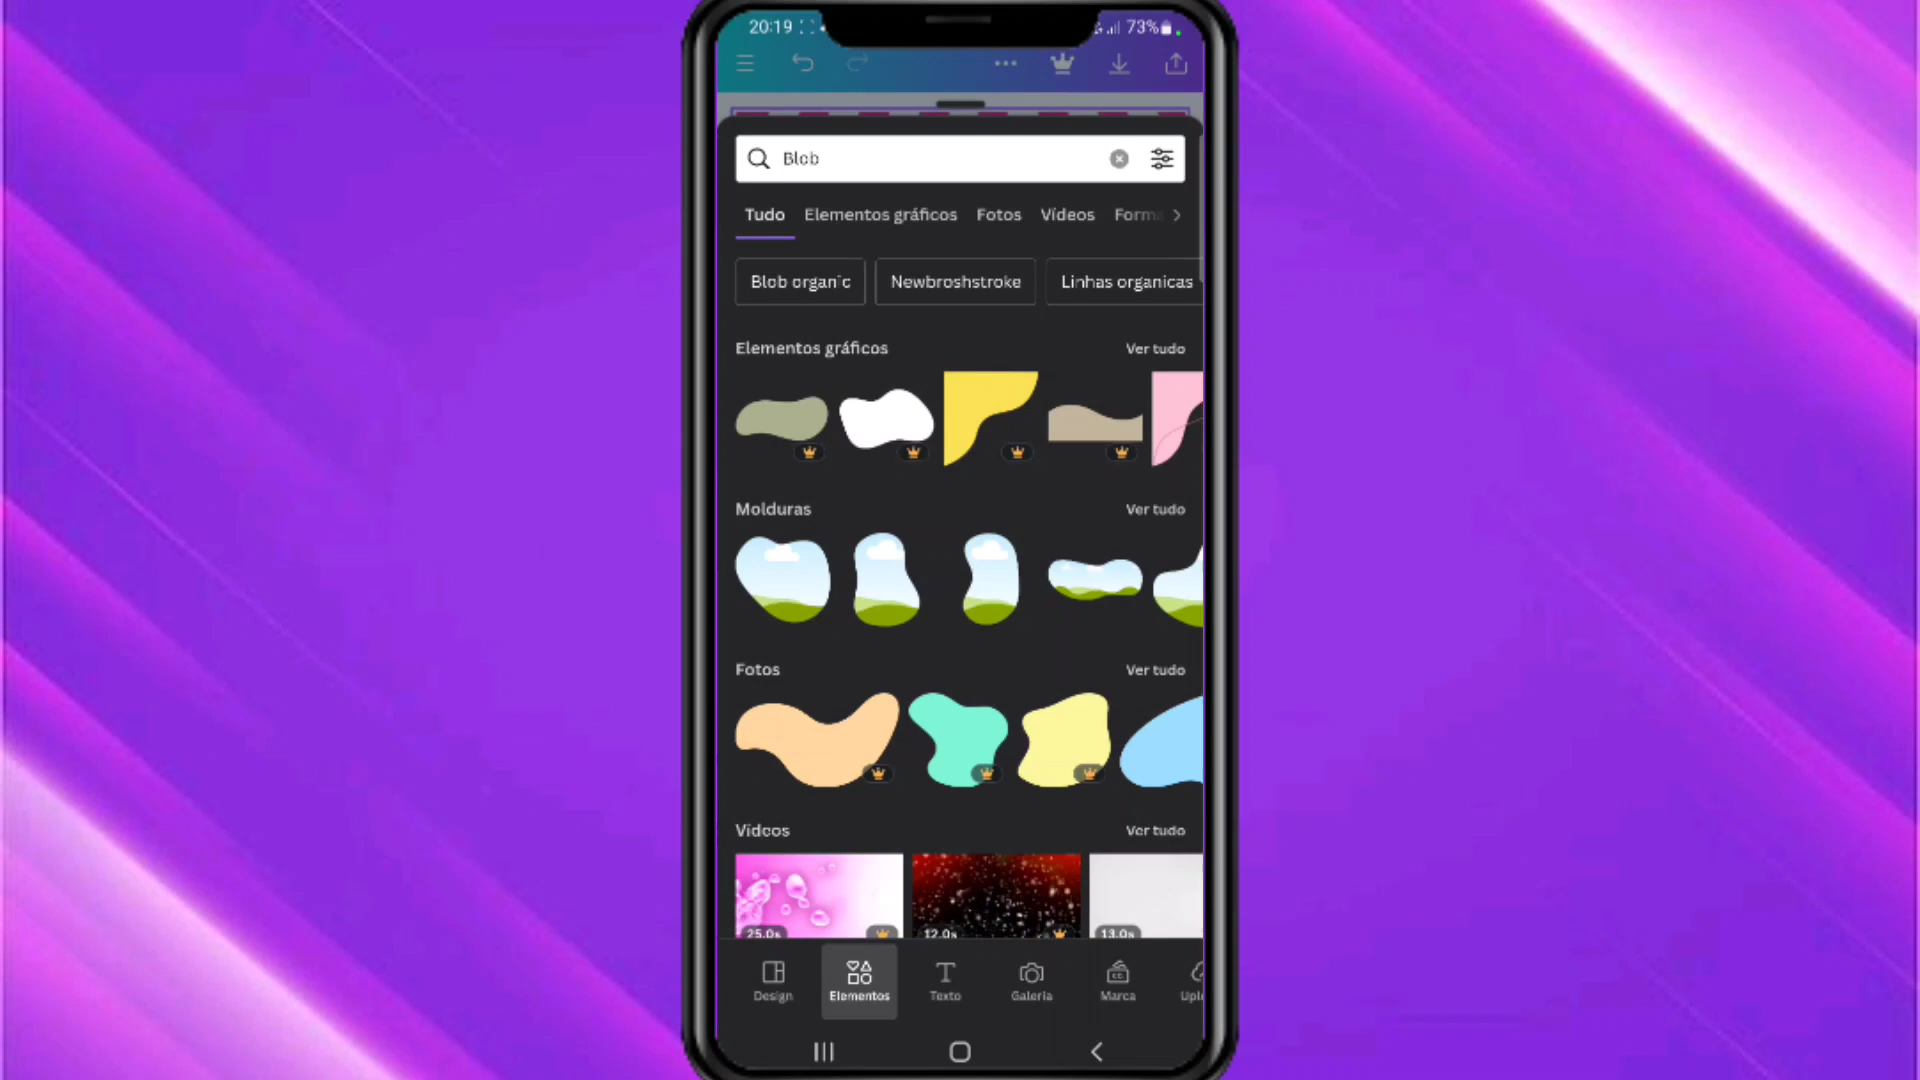 20:19
73%
Blob
Tudo Elementos gráficos Fotos Vídeos Forma
Blob organic Newbroshstroke Linhas organicas
Elementos gráficos Ver tudo
Molduras Ver tudo
Fotos Ver tudo
Vídeos Ver tudo
25.0s 12.0s 13.0s
Design Elementos Texto Galeria Marca Uplo